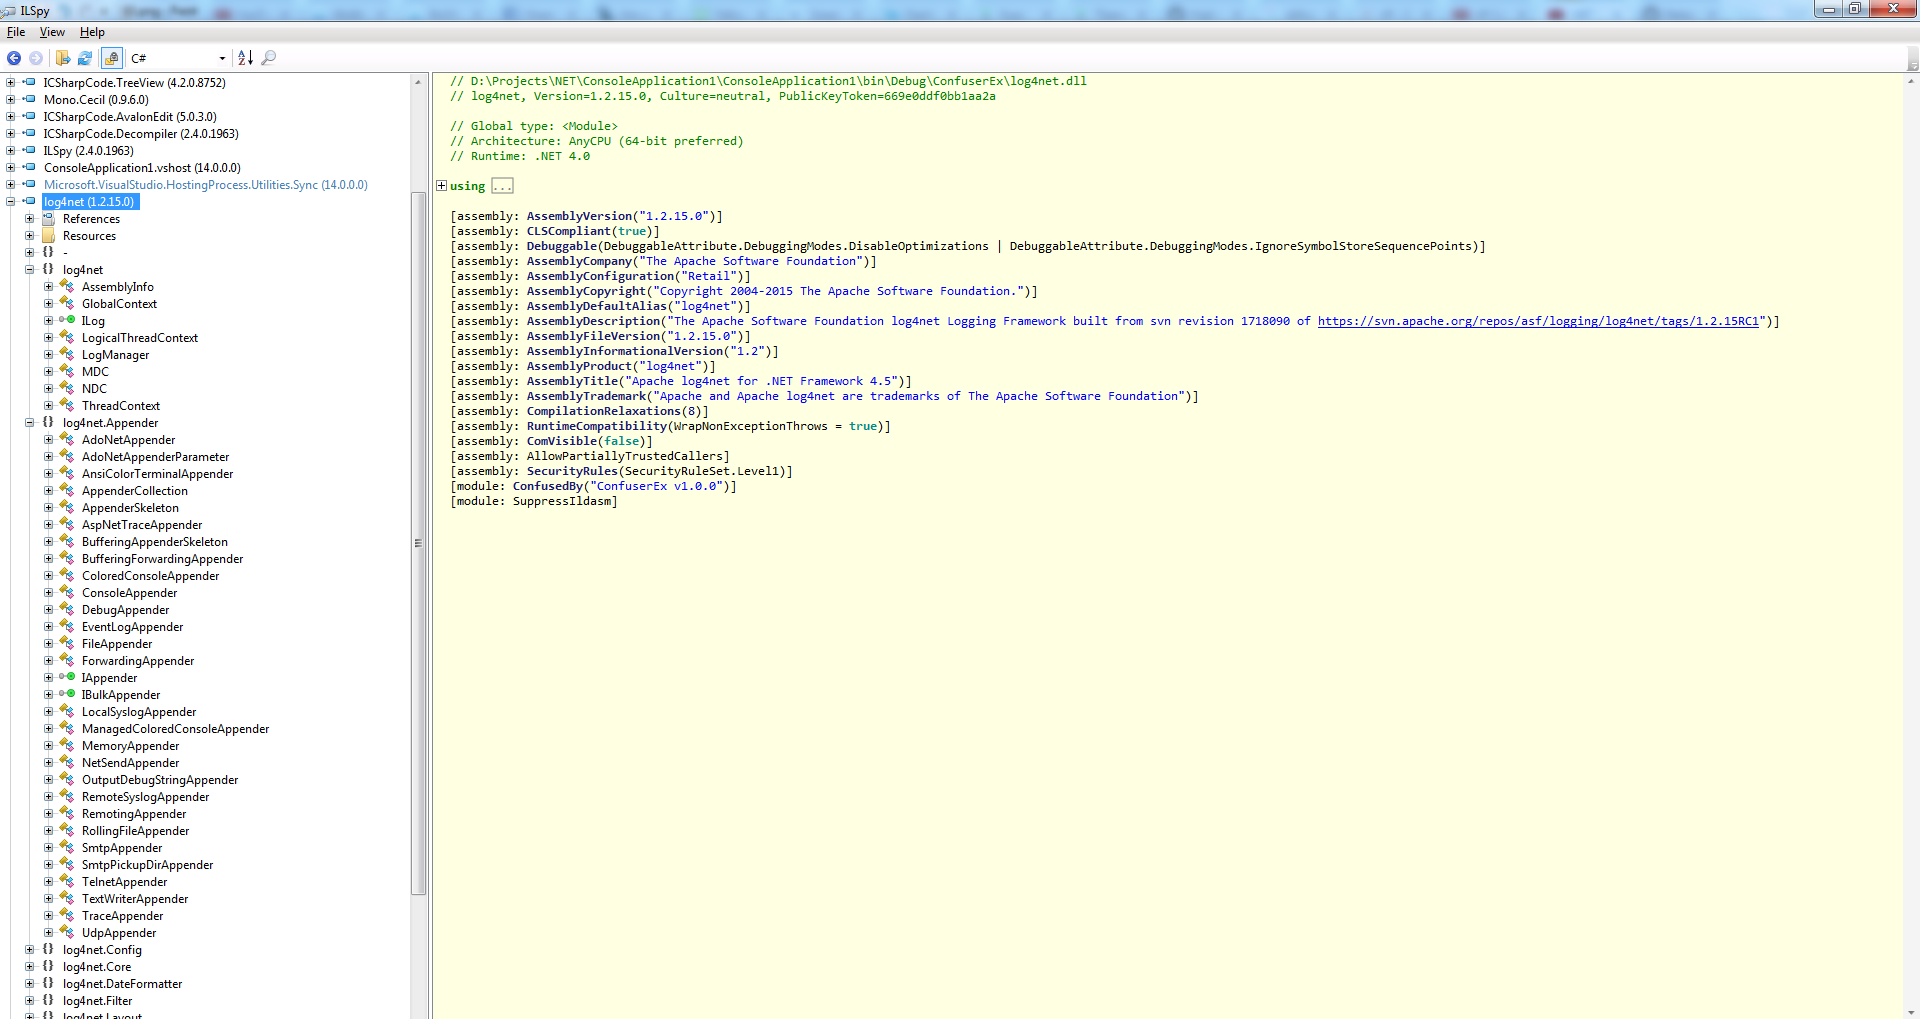 ILSpy
File View Help
C#
ICSharpCode.TreeView (4.2.0.8752)
Mono.Cecil (0.9.6.0)
ICSharpCode.AvalonEdit (5.0.3.0)
ICSharpCode.Decompiler (2.4.0.1963)
ILSpy (2.4.0.1963)
ConsoleApplication1.vshost (14.0.0.0)
Microsoft.VisualStudio.HostingProcess.Utilities.Sync (14.0.0.0)
log4net (1.2.15.0)
References
Resources
{} -
{} log4net
AssemblyInfo
GlobalContext
ILog
LogicalThreadContext
LogManager
MDC
NDC
ThreadContext
{} log4net.Appender
AdoNetAppender
AdoNetAppenderParameter
AnsiColorTerminalAppender
AppenderCollection
AppenderSkeleton
AspNetTraceAppender
BufferingAppenderSkeleton
BufferingForwardingAppender
ColoredConsoleAppender
ConsoleAppender
DebugAppender
EventLogAppender
FileAppender
ForwardingAppender
IAppender
IBulkAppender
LocalSyslogAppender
ManagedColoredConsoleAppender
MemoryAppender
NetSendAppender
OutputDebugStringAppender
RemoteSyslogAppender
RemotingAppender
RollingFileAppender
SmtpAppender
SmtpPickupDirAppender
TelnetAppender
TextWriterAppender
TraceAppender
UdpAppender
{} log4net.Config
{} log4net.Core
{} log4net.DateFormatter
{} log4net.Filter
{} log4net.Layout
// D:\Projects\NET\ConsoleApplication1\ConsoleApplication1\bin\Debug\ConfuserEx\log4net.dll
// log4net, Version=1.2.15.0, Culture=neutral, PublicKeyToken=669e0ddf0bb1aa2a
// Global type: <Module>
// Architecture: AnyCPU (64-bit preferred)
// Runtime: .NET 4.0
using ...
[assembly: AssemblyVersion("1.2.15.0")]
[assembly: CLSCompliant(true)]
[assembly: Debuggable(DebuggableAttribute.DebuggingModes.DisableOptimizations | DebuggableAttribute.DebuggingModes.IgnoreSymbolStoreSequencePoints)]
[assembly: AssemblyCompany("The Apache Software Foundation")]
[assembly: AssemblyConfiguration("Retail")]
[assembly: AssemblyCopyright("Copyright 2004-2015 The Apache Software Foundation.")]
[assembly: AssemblyDefaultAlias("log4net")]
[assembly: AssemblyDescription("The Apache Software Foundation log4net Logging Framework built from svn revision 1718090 of https://svn.apache.org/repos/asf/logging/log4net/tags/1.2.15RC1")]
[assembly: AssemblyFileVersion("1.2.15.0")]
[assembly: AssemblyInformationalVersion("1.2")]
[assembly: AssemblyProduct("log4net")]
[assembly: AssemblyTitle("Apache log4net for .NET Framework 4.5")]
[assembly: AssemblyTrademark("Apache and Apache log4net are trademarks of The Apache Software Foundation")]
[assembly: CompilationRelaxations(8)]
[assembly: RuntimeCompatibility(WrapNonExceptionThrows = true)]
[assembly: ComVisible(false)]
[assembly: AllowPartiallyTrustedCallers]
[assembly: SecurityRules(SecurityRuleSet.Level1)]
[module: ConfusedBy("ConfuserEx v1.0.0")]
[module: SuppressIldasm]